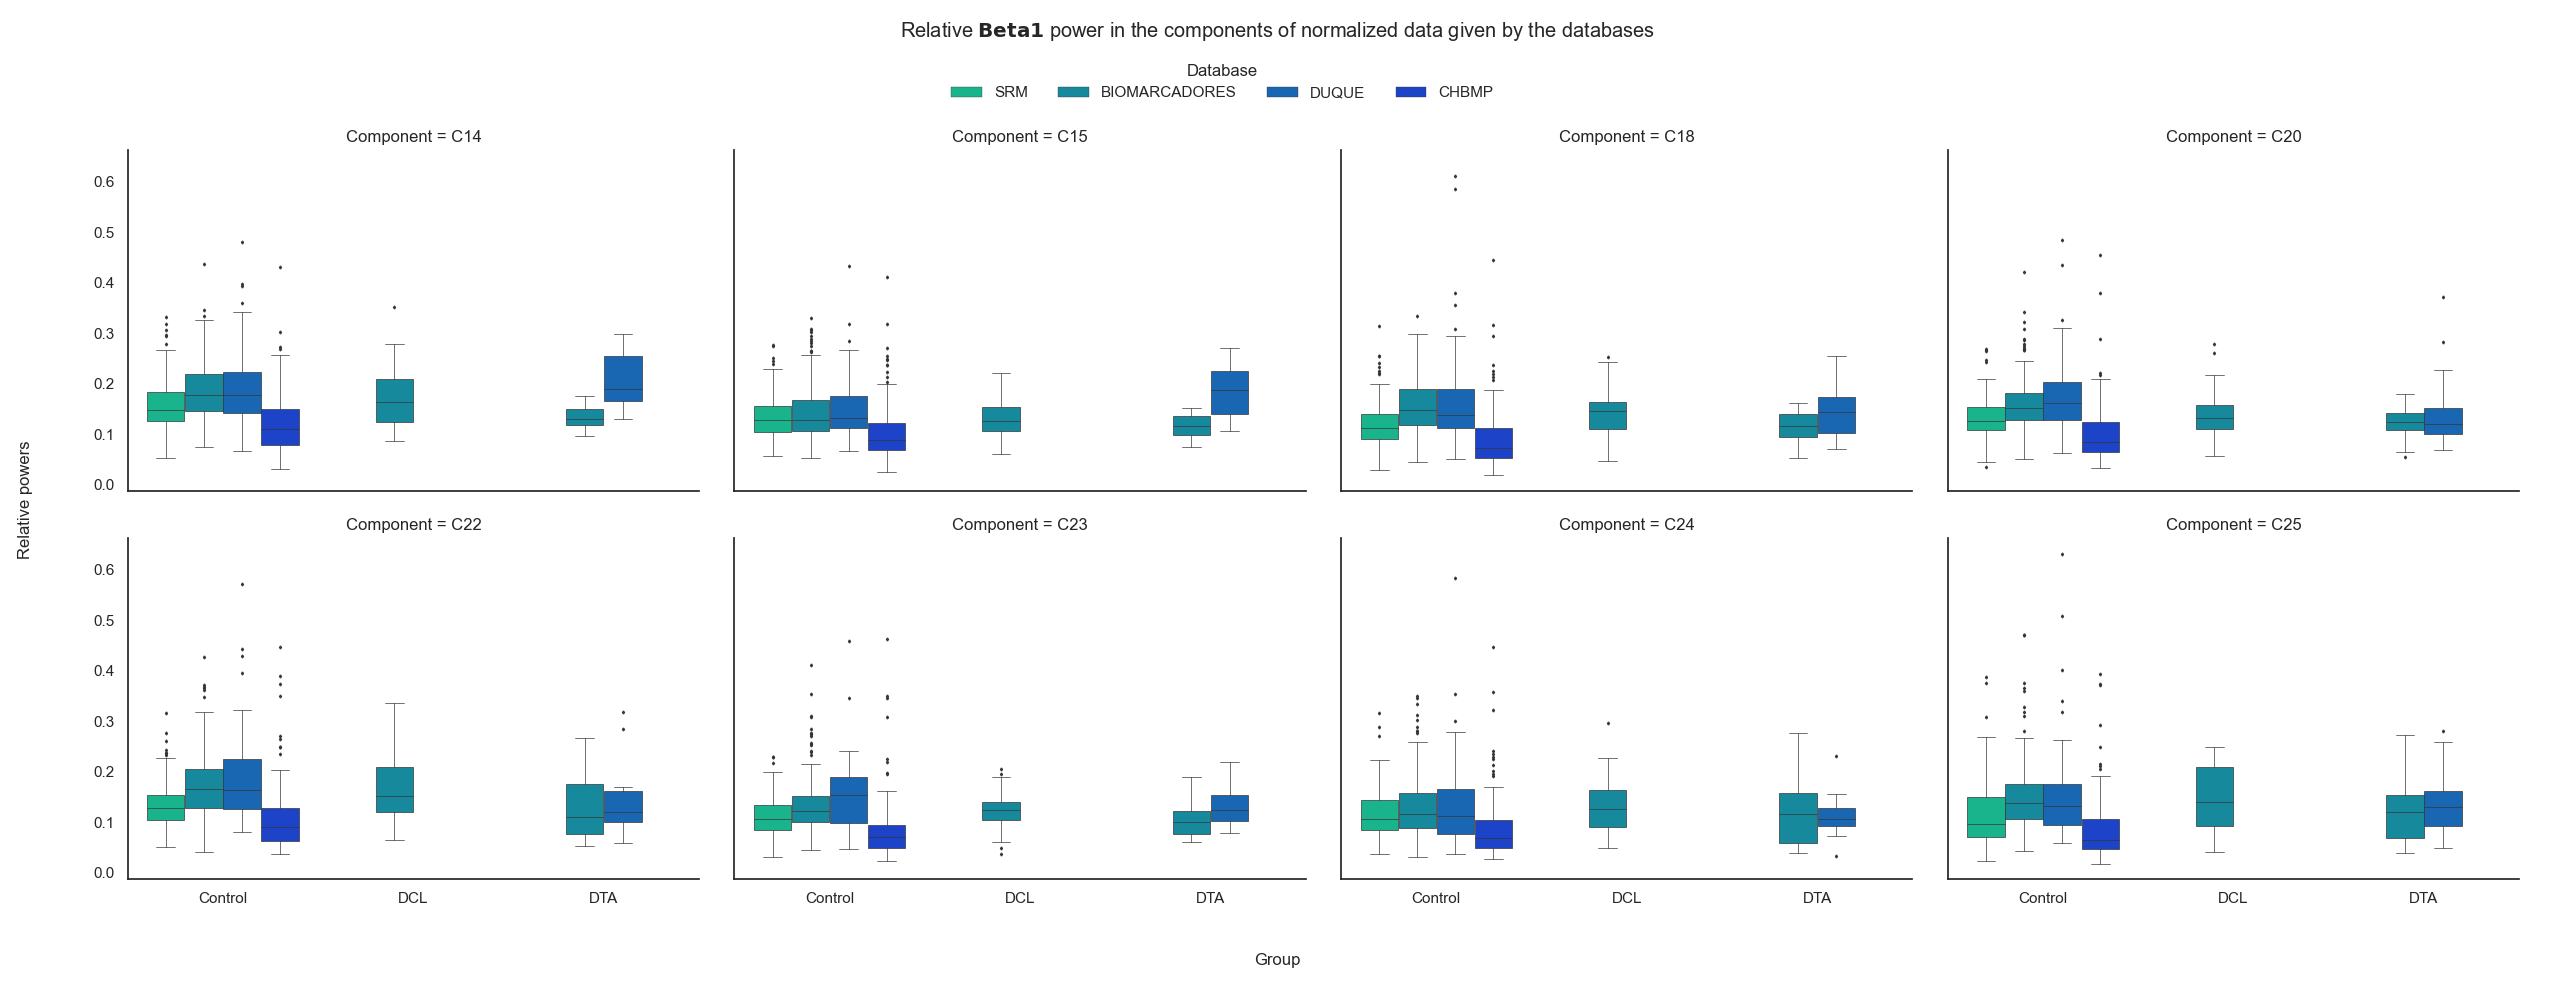 Relative Beta1 power in the components of normalized data given by the databases
Database
SRM BIOMARCADORES DUQUE CHBMP
Component = C14 Component = C15 Component = C18 Component = C20
0.6
0.5
0.4
0.3
0.2
0.1
0.0
Relative powers
Component = C22 Component = C23 Component = C24 Component = C25
0.6
0.5
0.4
0.3
0.2
0.1
0.0
Control DCL DTA Control DCL DTA Control DCL DTA Control DCL DTA
Group